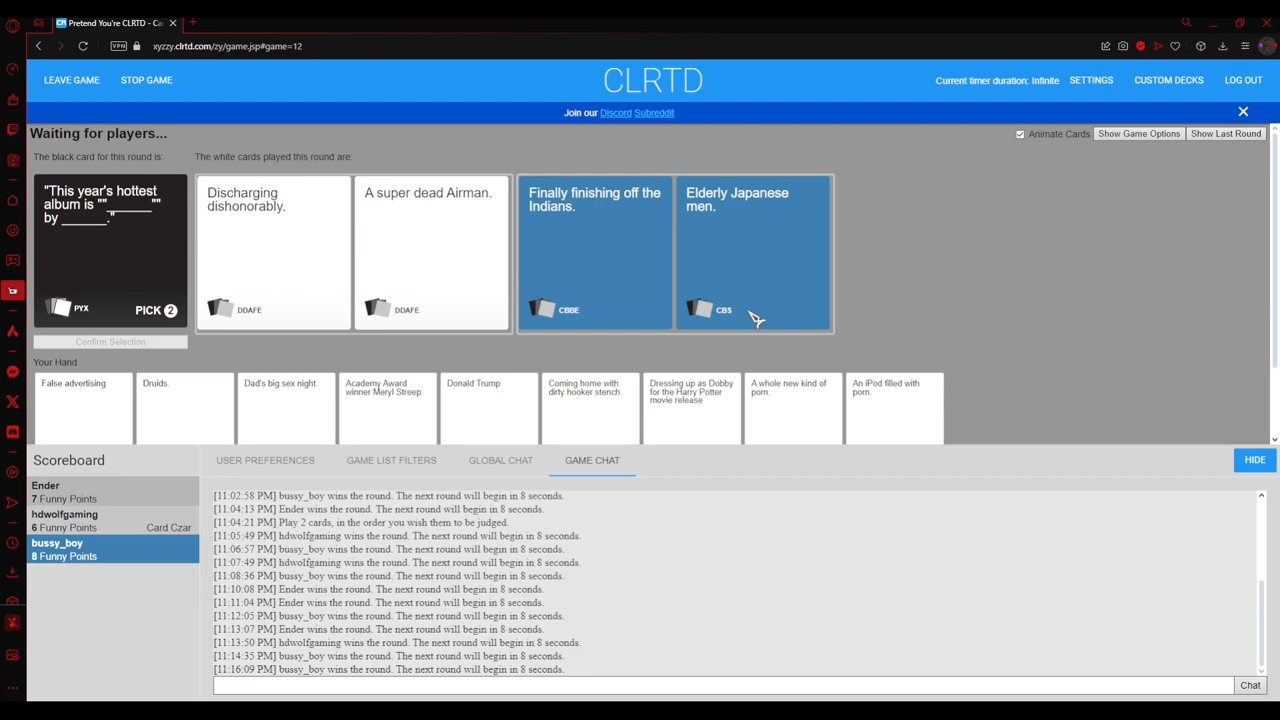 Pretend You're CLRTD - Ca
xyzzy.clrtd.com/zy/game.jsp#game=12
VPN
LEAVE GAME
STOP GAME
CLRTD
Current timer duration: Infinite
SETTINGS
CUSTOM DECKS
LOG OUT
Join our Discord Subreddit
Waiting for players...
Animate Cards
Show Game Options
Show Last Round
The black card for this round is:
The white cards played this round are:
"This year's hottest
album is ""_______""
by _______."
PYX
PICK 2
Discharging
dishonorably.
DDAFE
A super dead Airman.
DDAFE
Finally finishing off the
Indians.
CBBE
Elderly Japanese
men.
CB5
Confirm Selection
Your Hand
False advertising
Druids.
Dad's big sex night.
Academy Award
winner Meryl Streep.
Donald Trump
Coming home with
dirty hooker stench.
Dressing up as Dobby
for the Harry Potter
movie release
A whole new kind of
porn.
An iPod filled with
porn.
Scoreboard
USER PREFERENCES
GAME LIST FILTERS
GLOBAL CHAT
GAME CHAT
HIDE
Ender
7 Funny Points
hdwolfgaming
6 Funny Points
Card Czar
bussy_boy
8 Funny Points
[11:02:58 PM] bussy_boy wins the round. The next round will begin in 8 seconds.
[11:04:13 PM] Ender wins the round. The next round will begin in 8 seconds.
[11:04:21 PM] Play 2 cards, in the order you wish them to be judged.
[11:05:49 PM] hdwolfgaming wins the round. The next round will begin in 8 seconds.
[11:06:57 PM] bussy_boy wins the round. The next round will begin in 8 seconds.
[11:07:49 PM] hdwolfgaming wins the round. The next round will begin in 8 seconds.
[11:08:36 PM] bussy_boy wins the round. The next round will begin in 8 seconds.
[11:10:08 PM] Ender wins the round. The next round will begin in 8 seconds.
[11:11:04 PM] Ender wins the round. The next round will begin in 8 seconds.
[11:12:05 PM] bussy_boy wins the round. The next round will begin in 8 seconds.
[11:13:07 PM] Ender wins the round. The next round will begin in 8 seconds.
[11:13:50 PM] hdwolfgaming wins the round. The next round will begin in 8 seconds.
[11:14:35 PM] bussy_boy wins the round. The next round will begin in 8 seconds.
[11:16:09 PM] bussy_boy wins the round. The next round will begin in 8 seconds.
Chat